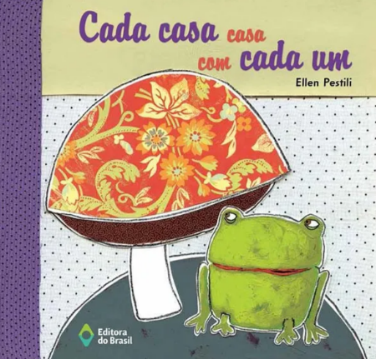 Cada casa casa
com cada um
Ellen Pestili
Editora
do Brasil